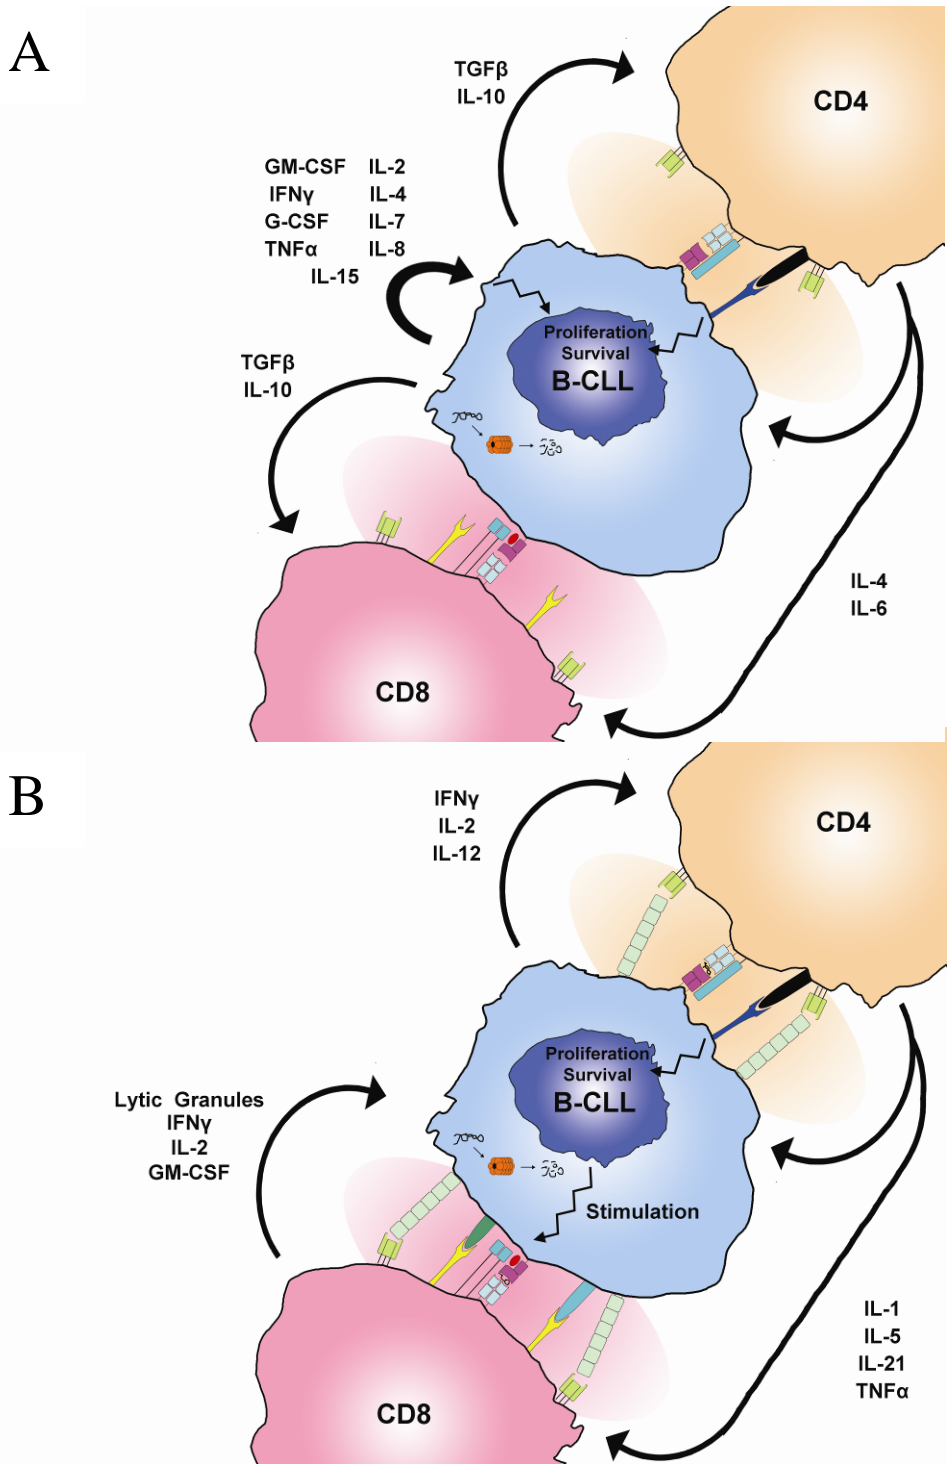 A
TGFβ
IL-10
CD4
GM-CSF IL-2
IFNγ IL-4
G-CSF IL-7
TNFα IL-8
IL-15
Proliferation
Survival
B-CLL
TGFβ
IL-10
IL-4
IL-6
CD8
B
IFNγ
IL-2
IL-12
CD4
Proliferation
Survival
B-CLL
Lytic Granules
IFNγ
IL-2
GM-CSF
Stimulation
IL-1
IL-5
IL-21
TNFα
CD8